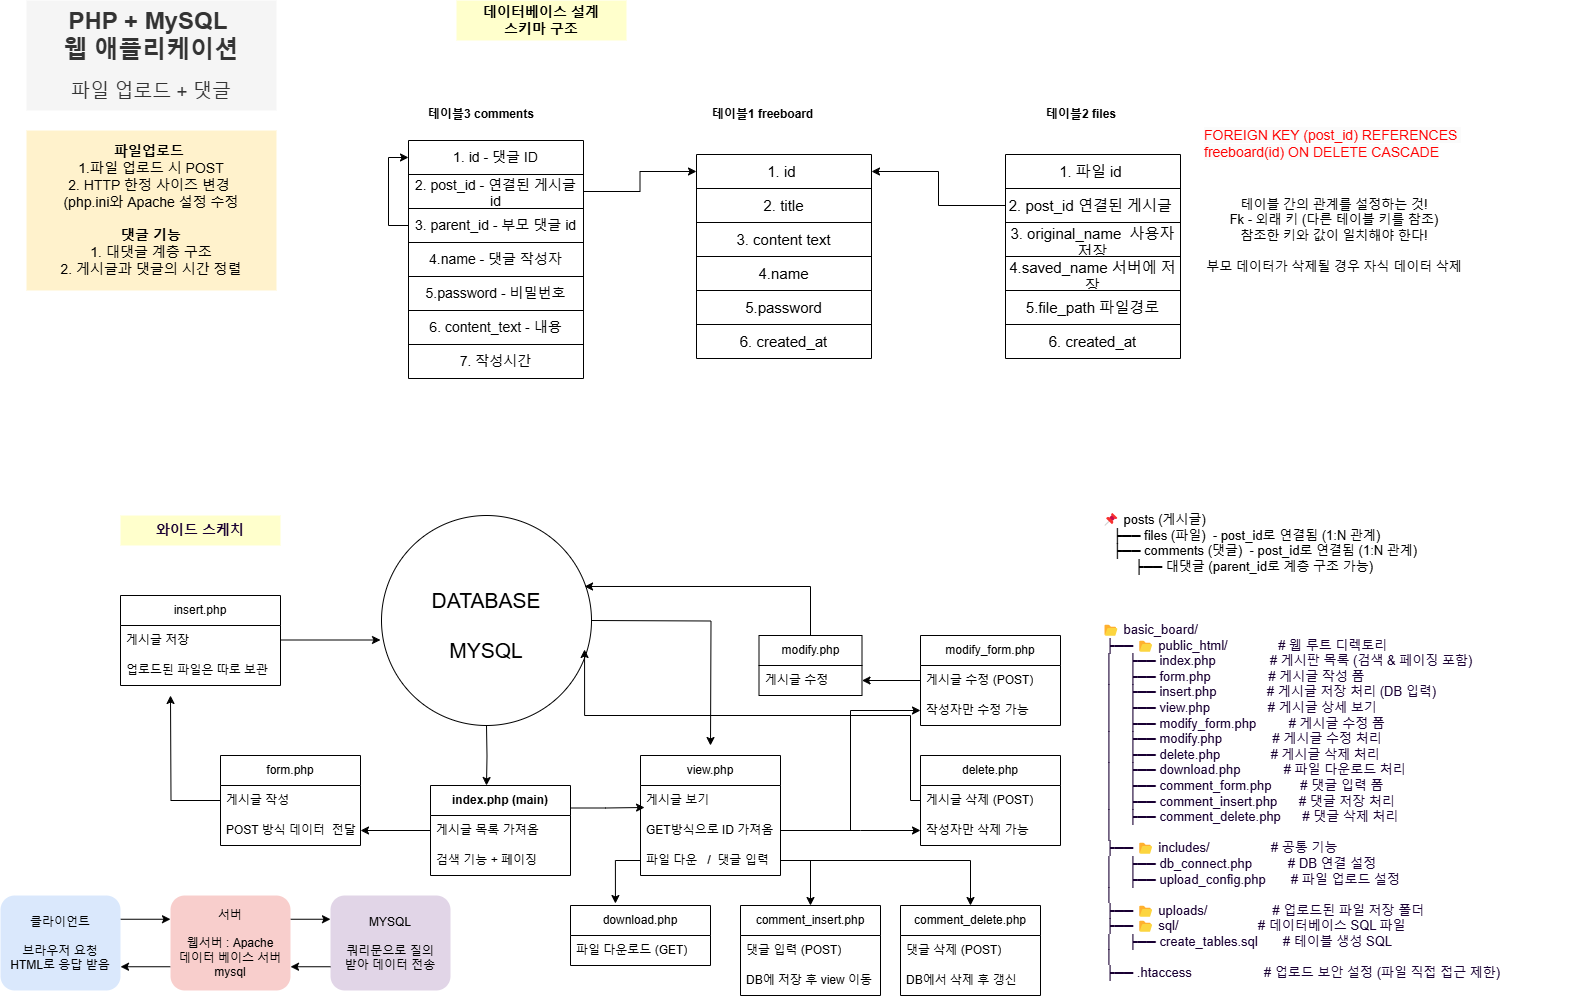 PHP + MySQL
웹 애플리케이션
파일 업로드 + 댓글
데이터베이스 설계
스키마 구조
파일업로드
1.파일 업로드 시 POST
2. HTTP 한정 사이즈 변경
(php.ini와 Apache 설정 수정
댓글 기능
1. 대댓글 계층 구조
2. 게시글과 댓글의 시간 정렬
테이블3 comments
1. id - 댓글 ID
2. post_id - 연결된 게시글
id
3. parent_id - 부모 댓글 id
4.name - 댓글 작성자
5.password - 비밀번호
6. content_text - 내용
7. 작성시간
테이블1 freeboard
1. id
2. title
3. content text
4.name
5.password
6. created_at
테이블2 files
1. 파일 id
2. post_id 연결된 게시글
3. original_name 사용자
저장
4.saved_name 서버에 저
장
5.file_path 파일경로
6. created_at
FOREIGN KEY (post_id) REFERENCES
freeboard(id) ON DELETE CASCADE
테이블 간의 관계를 설정하는 것!
Fk - 외래 키 (다른 테이블 키를 참조)
참조한 키와 값이 일치해야 한다!
부모 데이터가 삭제될 경우 자식 데이터 삭제
와이드 스케치
DATABASE
MYSQL
insert.php
게시글 저장
업로드된 파일은 따로 보관
form.php
게시글 작성
POST 방식 데이터 전달
index.php (main)
게시글 목록 가져옴
검색 기능 + 페이징
view.php
게시글 보기
GET방식으로 ID 가져옴
파일 다운 / 댓글 입력
modify.php
게시글 수정
modify_form.php
게시글 수정 (POST)
작성자만 수정 가능
delete.php
게시글 삭제 (POST)
작성자만 삭제 가능
download.php
파일 다운로드 (GET)
comment_insert.php
댓글 입력 (POST)
DB에 저장 후 view 이동
comment_delete.php
댓글 삭제 (POST)
DB에서 삭제 후 갱신
클라이언트
브라우저 요청
HTML로 응답 받음
서버
웹서버 : Apache
데이터 베이스 서버
mysql
MYSQL
쿼리문으로 질의
받아 데이터 전송
📌 posts (게시글)
├── files (파일) - post_id로 연결됨 (1:N 관계)
├── comments (댓글) - post_id로 연결됨 (1:N 관계)
├── 대댓글 (parent_id로 계층 구조 가능)
📂 basic_board/
├── 📂 public_html/ # 웹 루트 디렉토리
│ ├── index.php # 게시판 목록 (검색 & 페이징 포함)
│ ├── form.php # 게시글 작성 폼
│ ├── insert.php # 게시글 저장 처리 (DB 입력)
│ ├── view.php # 게시글 상세 보기
│ ├── modify_form.php # 게시글 수정 폼
│ ├── modify.php # 게시글 수정 처리
│ ├── delete.php # 게시글 삭제 처리
│ ├── download.php # 파일 다운로드 처리
│ ├── comment_form.php # 댓글 입력 폼
│ ├── comment_insert.php # 댓글 저장 처리
│ ├── comment_delete.php # 댓글 삭제 처리
├── 📂 includes/ # 공통 기능
│ ├── db_connect.php # DB 연결 설정
│ ├── upload_config.php # 파일 업로드 설정
├── 📂 uploads/ # 업로드된 파일 저장 폴더
├── 📂 sql/ # 데이터베이스 SQL 파일
│ ├── create_tables.sql # 테이블 생성 SQL
├── .htaccess # 업로드 보안 설정 (파일 직접 접근 제한)